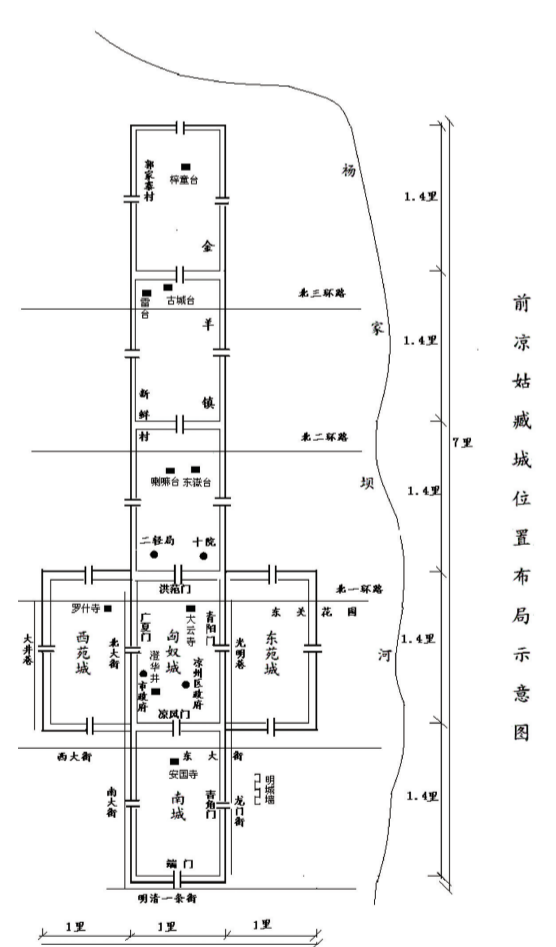 前凉姑臧城位置布局示意图
杨家坝河
郭家寨村
梓童台
金羊镇
1.4里
雷台
古城台
北三环路
1.4里
7里
新鲜村
北二环路
喇嘛台
东嶽台
1.4里
二轻局
十院
洪范门
北一环路
罗什寺
大云寺
东关花园
大井巷
西苑城
北大街
广夏门
匈奴城
青阳门
光明巷
东苑城
1.4里
澄华井
市政府
凉州区政府
凉风门
西大街
东大街
安国寺
明城墙
南大街
南城
青角门
龙门街
1.4里
端门
明清一条街
1里
1里
1里